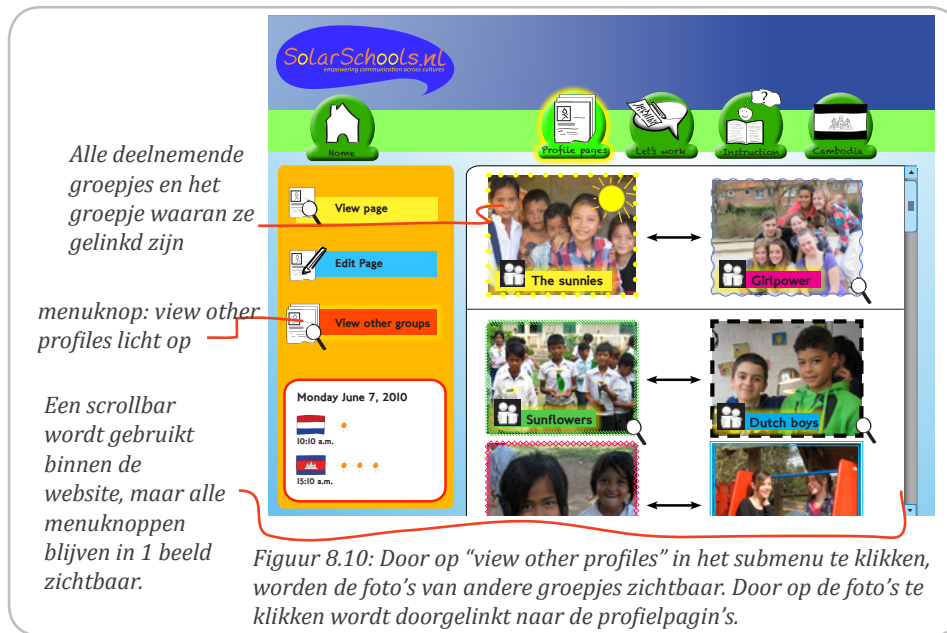 SolarSchools.nl
empowering communication across cultures
Home
Profile pages
Let's work
Instruction
?
Cambodia
Alle deelnemende
groepjes en het
groepje waaran ze
gelinkd zijn
menuknop: view other
profiles licht op
Een scrollbar
wordt gebruikt
binnen de
website, maar alle
menuknoppen
blijven in 1 beeld
zichtbaar.
View page
Edit Page
View other groups
Monday June 7, 2010
10:10 a.m.
15:10 a.m.
The sunnies
Girlpower
Sunflowers
Dutch boys
Figuur 8.10: Door op “view other profiles” in het submenu te klikken,
worden de foto’s van andere groepjes zichtbaar. Door op de foto’s te
klikken wordt doorgelinkt naar de profielpagin’s.